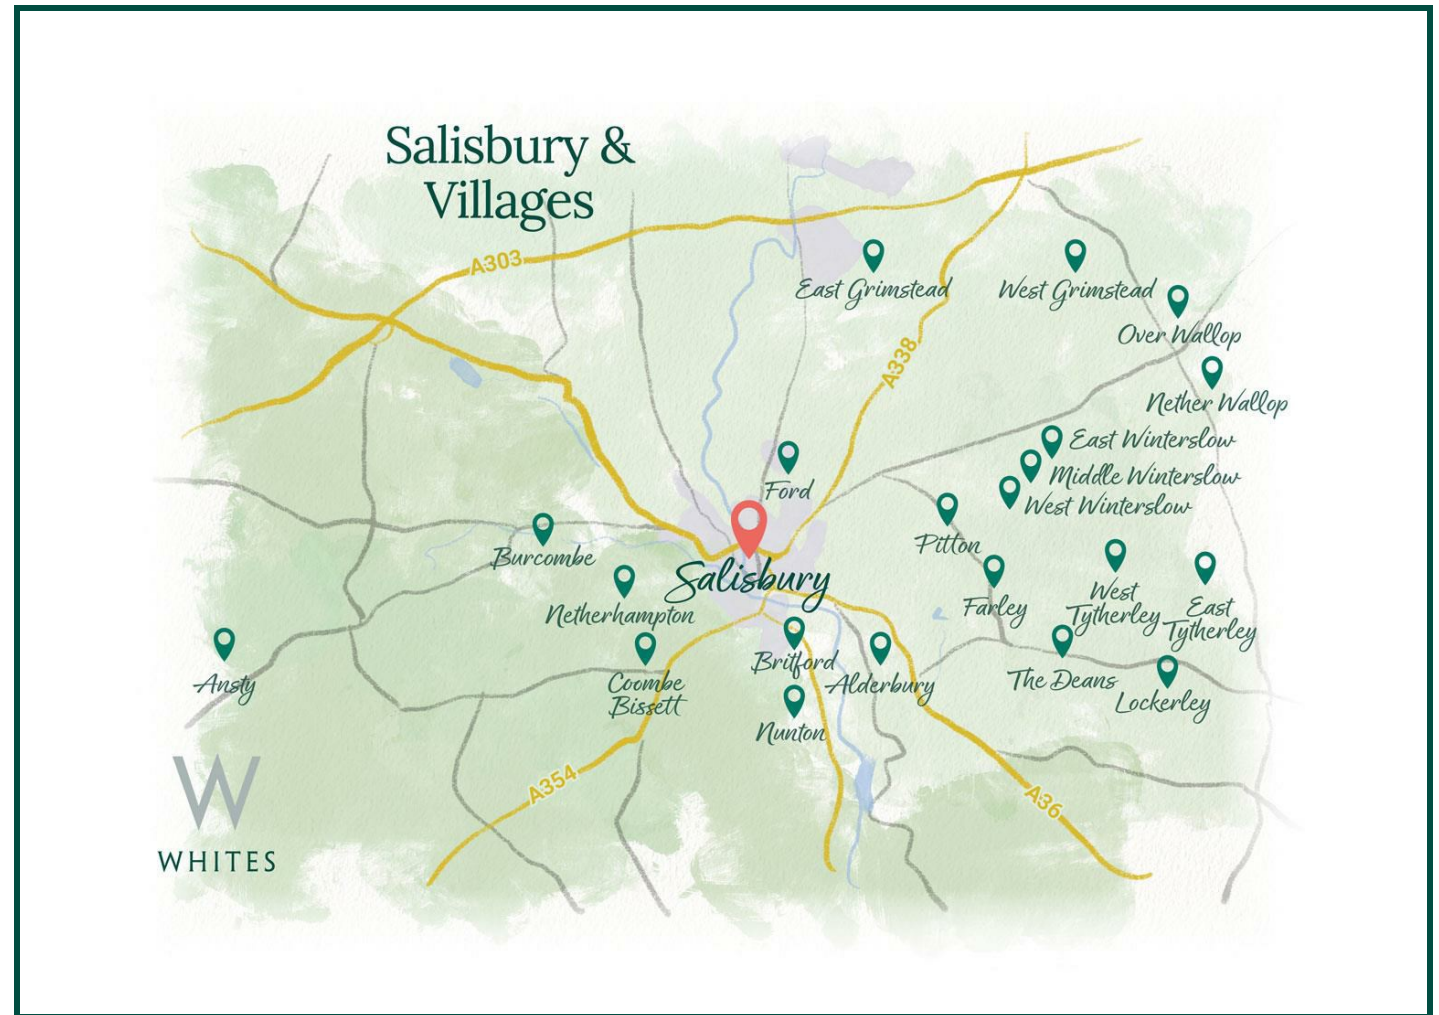 Salisbury &
Villages
A303
East Grimstead
West Grimstead
Over Wallop
A338
Nether Wallop
East Winterslow
Middle Winterslow
West Winterslow
Ford
Pitton
Burcombe
Salisbury
Netherhampton
Farley
West
Tytherley
East
Tytherley
Britford
Ansty
Coombe
Bissett
Alderbury
The Deans
Lockerley
Nunton
A354
A36
W
WHITES